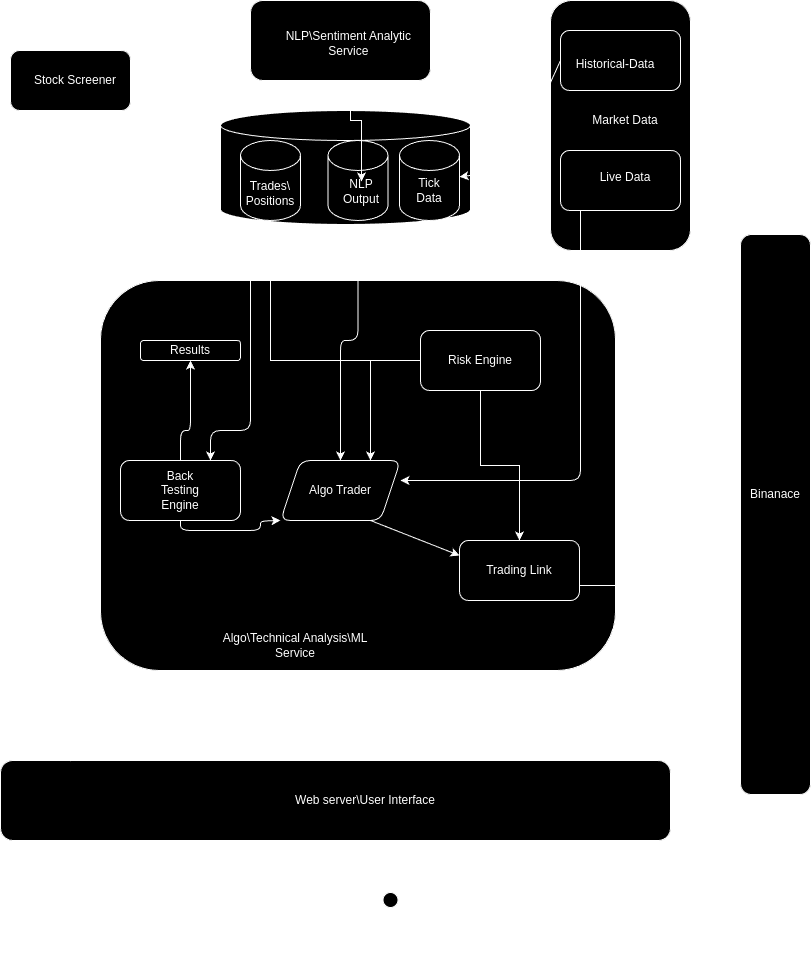 NLP\Sentiment Analytic
Service
Stock Screener
Historical-Data
Market Data
Live Data
Trades\
Positions
NLP
Output
Tick
Data
Results
Risk Engine
Back
Testing
Engine
Algo Trader
Binanace
Trading Link
Algo\Technical Analysis\ML
Service
Web server\User Interface